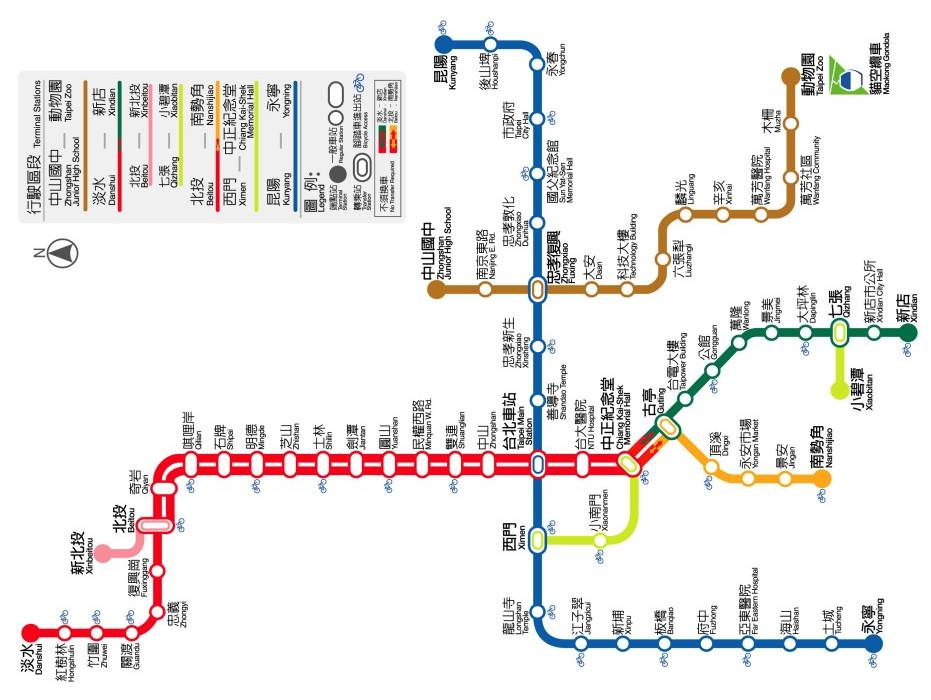 行駛區段 Terminal Stations
中山國中
Zhongshan
Junior High School
動物園
Taipei Zoo
淡水
Danshui
新店
Xindian
北投
Beitou
新北投
Xinbeitou
七張
Qizhang
小碧潭
Xiaobitan
北投
Beitou
南勢角
Nanshijiao
西門
Ximen
中正紀念堂
Chiang Kai-Shek
Memorial Hall
昆陽
Kunyang
永寧
Yongning
圖 例:
Legend
端點站
Terminal
Station
一般車站
Regular Station
轉乘站
Transfer
Station
腳踏車進出站
Bicycle Access
不須換車
No Transfer Required
N
淡水
Danshui
紅樹林
Hongshulin
竹圍
Zhuwei
關渡
Guandu
忠義
Zhongyi
復興崗
Fuxinggang
新北投
Xinbeitou
北投
Beitou
奇岩
Qiyan
唭哩岸
Qilian
石牌
Shipai
明德
Mingde
芝山
Zhishan
士林
Shilin
劍潭
Jiantan
圓山
Yuanshan
民權西路
Minquan W. Rd.
雙連
Shuanglian
中山
Zhongshan
台北車站
Taipei Main
Station
台大醫院
NTU Hospital
中正紀念堂
Chiang Kai-Shek
Memorial Hall
古亭
Guting
台電大樓
Taipower Building
公館
Gongguan
萬隆
Wanlong
景美
Jingmei
大坪林
Dapinglin
七張
Qizhang
新店市公所
Xindian City Hall
新店
Xindian
小碧潭
Xiaobitan
頂溪
Dingxi
永安市場
Yongan Market
景安
Jingan
南勢角
Nanshijiao
小南門
Xiaonanmen
西門
Ximen
龍山寺
Longshan
Temple
江子翠
Jiangzicui
新埔
Xinpu
板橋
Banqiao
府中
Fuzhong
亞東醫院
Far Eastern Hospital
海山
Haishan
土城
Tucheng
永寧
Yongning
善導寺
Shandao Temple
忠孝新生
Zhongxiao
Xinsheng
忠孝復興
Zhongxiao
Fuxing
忠孝敦化
Zhongxiao
Dunhua
國父紀念館
Sun Yat-Sen
Memorial Hall
市政府
Taipei
City Hall
永春
Yongchun
後山埤
Houshanpi
昆陽
Kunyang
中山國中
Zhongshan
Junior High School
南京東路
Nanjing E. Rd.
大安
Daan
科技大樓
Technology Building
六張犁
Liuzhangli
麟光
Linguang
辛亥
Xinhai
萬芳醫院
Wanfang Hospital
萬芳社區
Wanfang Community
木柵
Muzha
動物園
Taipei Zoo
貓空纜車
Maokong Gondola